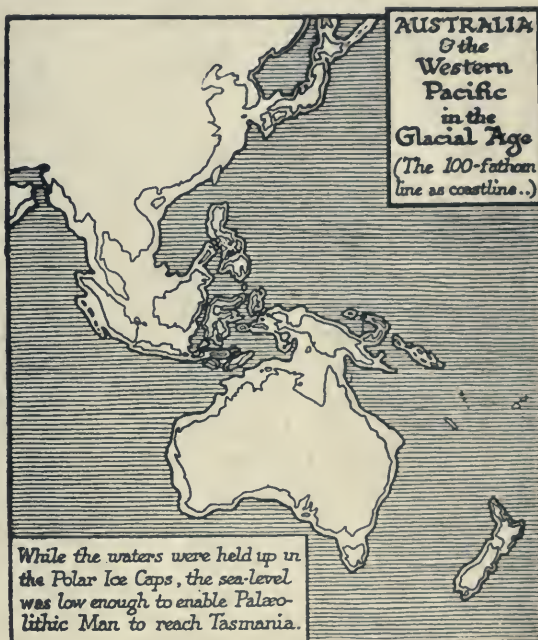 AUSTRALIA
& the
Western
Pacific
in the
Glacial Age
(The 100-fathom
line as coastline..)
While the waters were held up in
the Polar Ice Caps, the sea-level
was low enough to enable Palæo-
lithic Man to reach Tasmania.